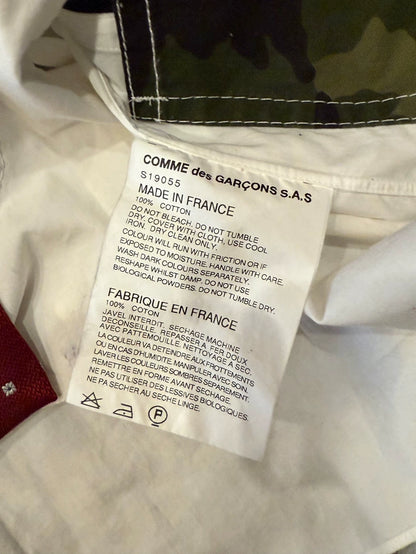 COMME des GARÇONS S.A.S
S19055
MADE IN FRANCE
100% COTTON
DO NOT BLEACH. DO NOT TUMBLE
DRY. COVER WITH CLOTH, USE COOL
IRON. DRY CLEAN ONLY.
COLOUR WILL RUN WITH FRICTION OR IF
EXPOSED TO MOISTURE. HANDLE WITH CARE.
WASH DARK COLOURS SEPARATELY.
RESHAPE WHILST DAMP. DO NOT USE
BIOLOGICAL POWDERS. DO NOT TUMBLE DRY.
FABRIQUE EN FRANCE
100% COTON
JAVEL INTERDIT. SECHAGE MACHINE
DECONSEILLE. REPASSER A FER DOUX
AVEC PATTEMOUILLE. NETTOYAGE A SEC.
LA COULEUR VA DETEINDRE AUX FROTTEMENTS
OU EN CAS D'HUMIDITE. MANIPULER AVEC SOIN.
LAVER LES COULEURS SOMBRES SEPAREMENT.
REMETTRE EN FORME AVANT SECHAGE.
NE PAS UTILISER DES LESSIVES BIOLOGIQUES.
NE PA SECHER AU SECHE LINGE.
P